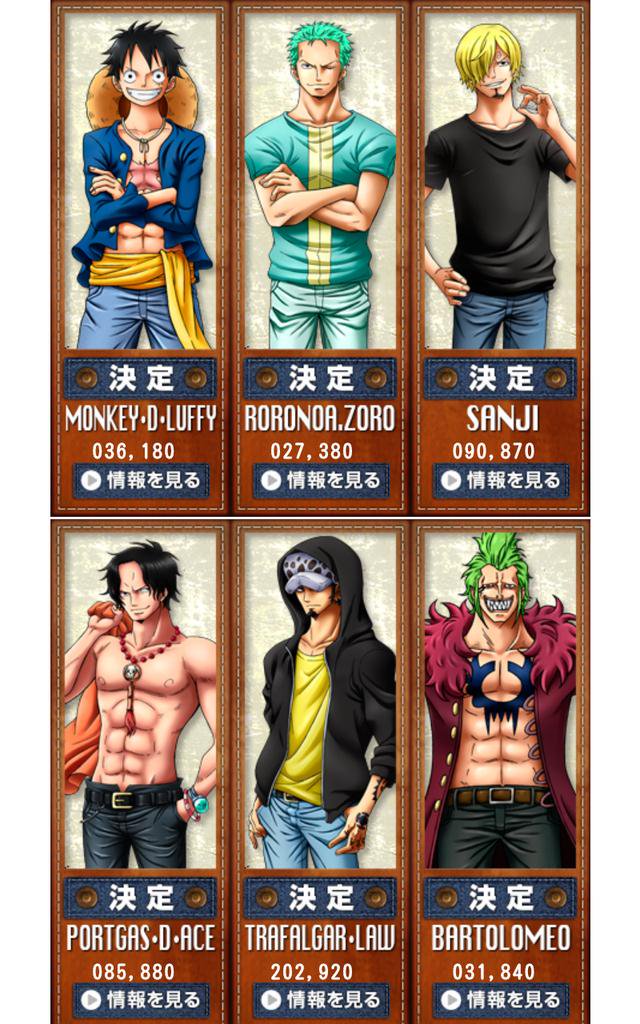 決定 決定 決定
MONKEY•D•LUFFY RORONOA.ZORO SANJI
036,180 027,380 090,870
情報を見る 情報を見る 情報を見る
決定 決定 決定
PORTGAS•D•ACE TRAFALGAR•LAW BARTOLOMEO
085,880 202,920 031,840
情報を見る 情報を見る 情報を見る